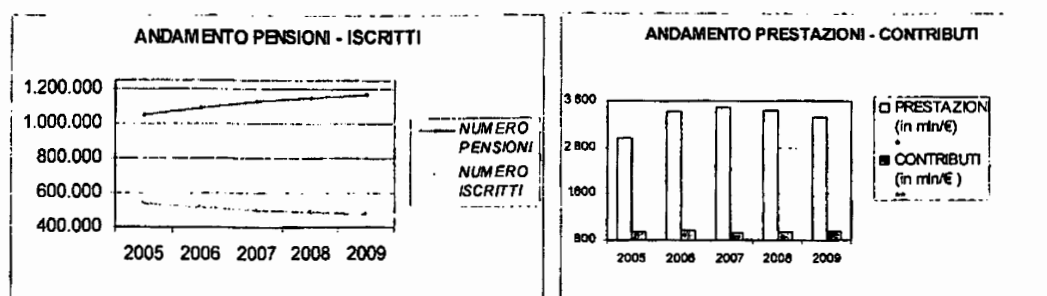 ANDAMENTO PENSIONI - ISCRITTI
1.200.000
1.000.000
800.000
600.000
400.000
2005 2006 2007 2008 2009
NUMERO
PENSIONI
NUMERO
ISCRITTI
ANDAMENTO PRESTAZIONI - CONTRIBUTI
3 800
2 800
1800
800
2005 2006 2007 2008 2009
PRESTAZION
(in mln/€)
*
CONTRIBUTI
(in mln/€ )
**